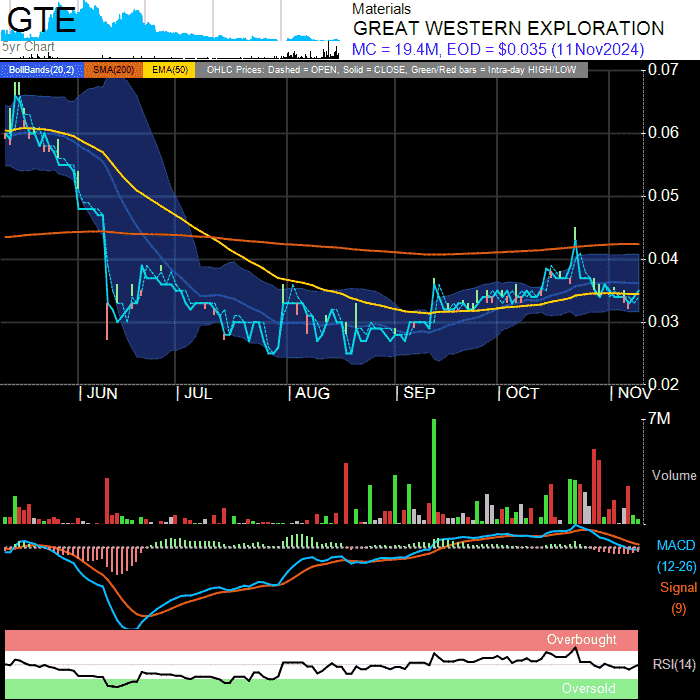 GTE
5yr Chart
Materials
GREAT WESTERN EXPLORATION
MC = 19.4M, EOD = $0.035 (11Nov2024)
BollBands(20,2) SMA(200) EMA(50) OHLC Prices: Dashed = OPEN, Solid = CLOSE, Green/Red bars = Intra-day HIGH/LOW
0.07
0.06
0.05
0.04
0.03
0.02
JUN JUL AUG SEP OCT NOV
7M
Volume
MACD
(12-26)
Signal
(9)
Overbought
RSI(14)
Oversold